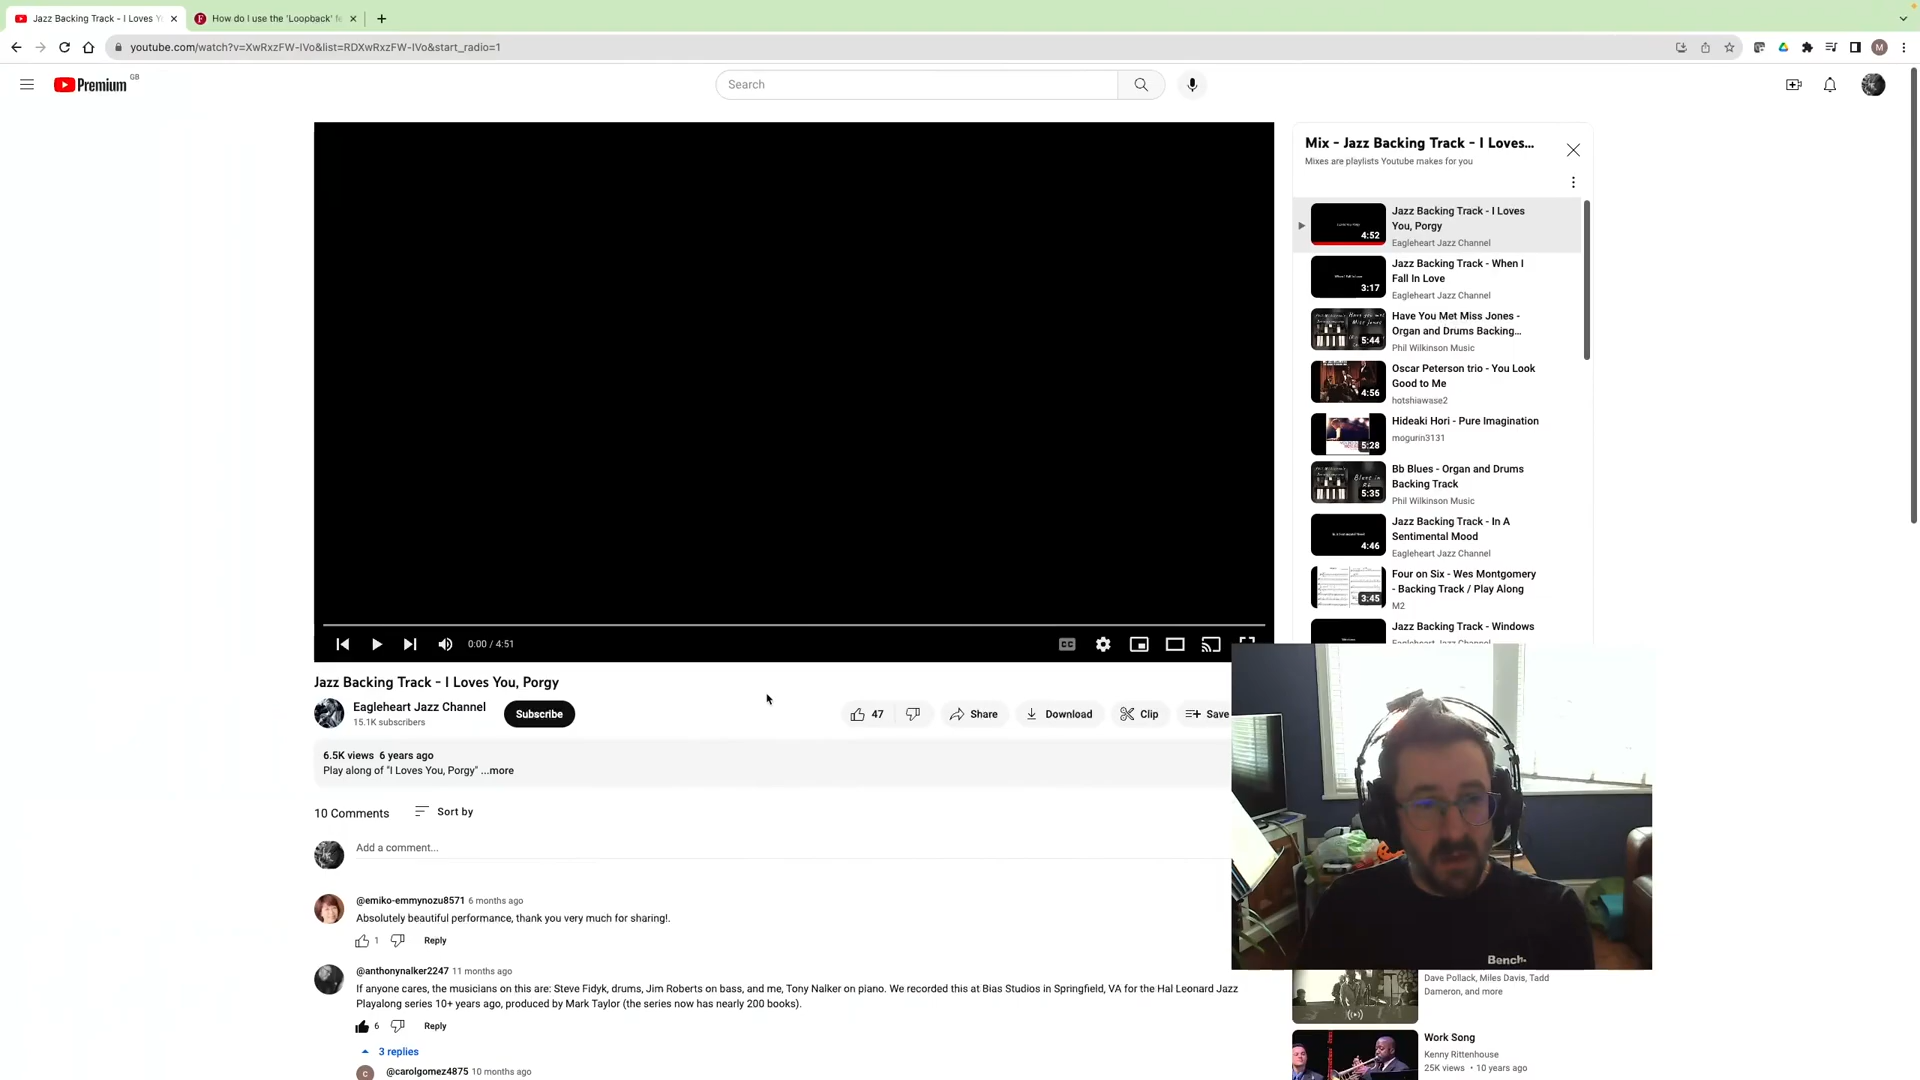 Jazz Backing Track - I Loves Y
How do I use the 'Loopback' fe
youtube.com/watch?v=XwRxzFW-IVo&list=RDXwRxzFW-IVo&start_radio=1
M
Premium
GB
Search
Mix - Jazz Backing Track - I Loves...
Mixes are playlists Youtube makes for you
Jazz Backing Track - I Loves
You, Porgy
Eagleheart Jazz Channel
4:52
Jazz Backing Track - When I
Fall In Love
Eagleheart Jazz Channel
3:17
Have You Met Miss Jones -
Organ and Drums Backing...
Phil Wilkinson Music
5:44
Oscar Peterson trio - You Look
Good to Me
hotshiawase2
4:56
Hideaki Hori - Pure Imagination
mogurin3131
5:28
Bb Blues - Organ and Drums
Backing Track
Phil Wilkinson Music
5:35
Jazz Backing Track - In A
Sentimental Mood
Eagleheart Jazz Channel
4:46
Four on Six - Wes Montgomery
- Backing Track / Play Along
M2
3:45
Jazz Backing Track - Windows
Eagleheart Jazz Channel
CC
0:00 / 4:51
Jazz Backing Track - I Loves You, Porgy
Eagleheart Jazz Channel
15.1K subscribers
Subscribe
47
Share
Download
Clip
Save
6.5K views 6 years ago
Play along of "I Loves You, Porgy" ...more
10 Comments
Sort by
Add a comment...
@emiko-emmynozu8571 6 months ago
Absolutely beautiful performance, thank you very much for sharing!.
1
Reply
@anthonynalker2247 11 months ago
If anyone cares, the musicians on this are: Steve Fidyk, drums, Jim Roberts on bass, and me, Tony Nalker on piano. We recorded this at Bias Studios in Springfield, VA for the Hal Leonard Jazz
Playalong series 10+ years ago, produced by Mark Taylor (the series now has nearly 200 books).
6
Reply
3 replies
@carolgomez4875 10 months ago
Bench.
Dave Pollack, Miles Davis, Tadd
Dameron, and more
Work Song
Kenny Rittenhouse
25K views • 10 years ago